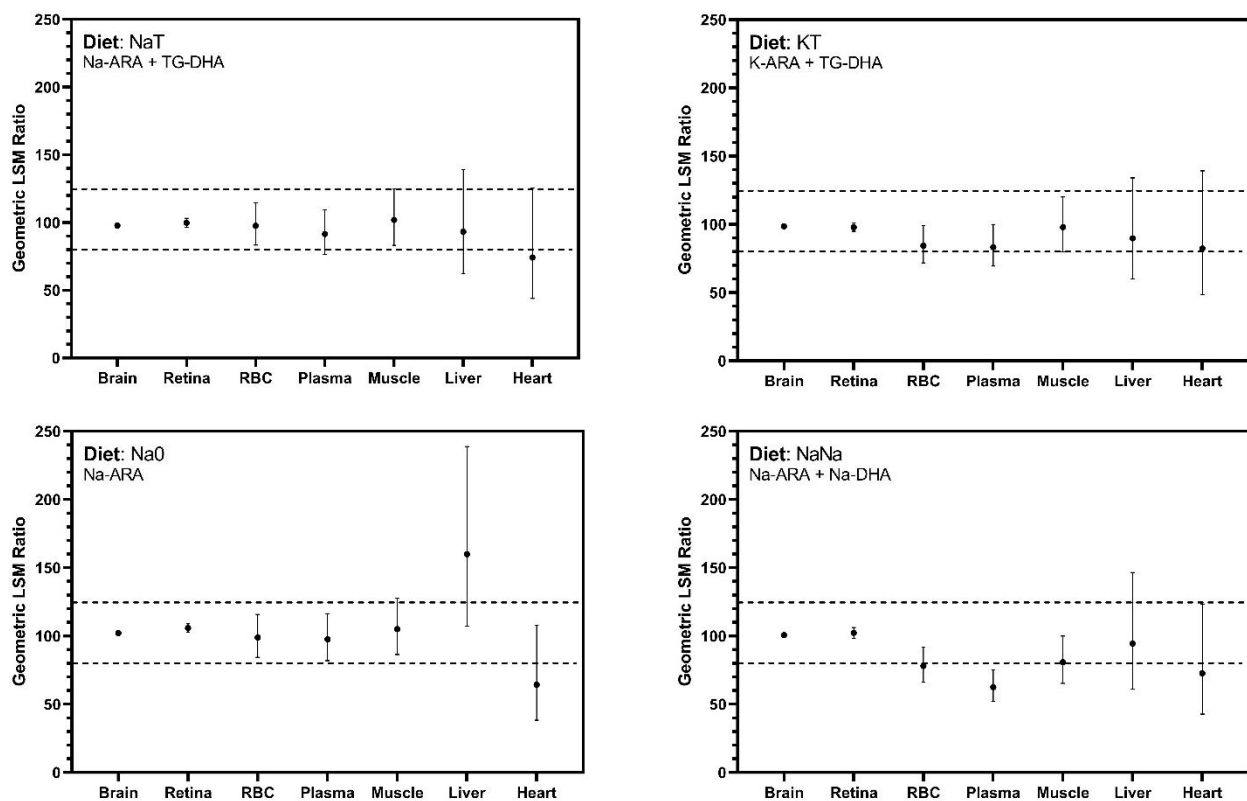 Diet: NaT
Na-ARA + TG-DHA
Geometric LSM Ratio
250
200
150
100
50
0
Brain Retina RBC Plasma Muscle Liver Heart
Diet: KT
K-ARA + TG-DHA
Geometric LSM Ratio
250
200
150
100
50
0
Brain Retina RBC Plasma Muscle Liver Heart
Diet: Na0
Na-ARA
Geometric LSM Ratio
250
200
150
100
50
0
Brain Retina RBC Plasma Muscle Liver Heart
Diet: NaNa
Na-ARA + Na-DHA
Geometric LSM Ratio
250
200
150
100
50
0
Brain Retina RBC Plasma Muscle Liver Heart